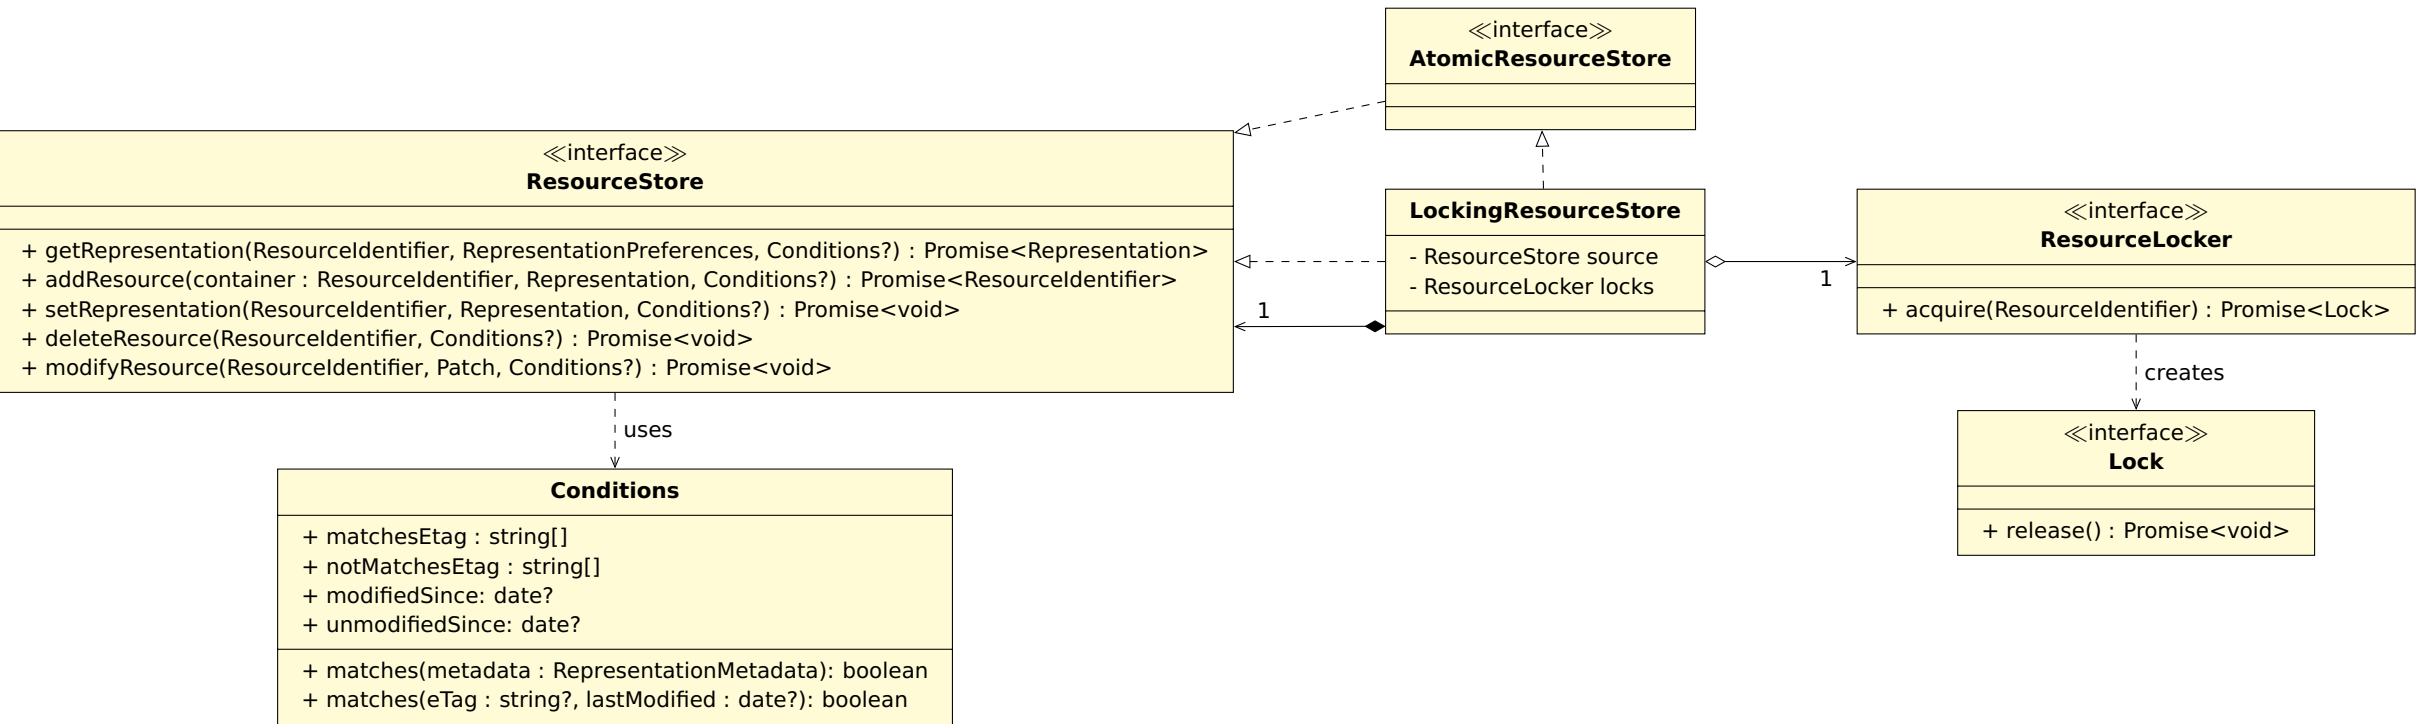 ≪interface≫
AtomicResourceStore
≪interface≫
ResourceStore
+ getRepresentation(ResourceIdentifier, RepresentationPreferences, Conditions?) : Promise<Representation>
+ addResource(container : ResourceIdentifier, Representation, Conditions?) : Promise<ResourceIdentifier>
+ setRepresentation(ResourceIdentifier, Representation, Conditions?) : Promise<void>
+ deleteResource(ResourceIdentifier, Conditions?) : Promise<void>
+ modifyResource(ResourceIdentifier, Patch, Conditions?) : Promise<void>
1
LockingResourceStore
- ResourceStore source
- ResourceLocker locks
1
≪interface≫
ResourceLocker
+ acquire(ResourceIdentifier) : Promise<Lock>
creates
≪interface≫
Lock
+ release() : Promise<void>
uses
Conditions
+ matchesEtag : string[]
+ notMatchesEtag : string[]
+ modifiedSince: date?
+ unmodifiedSince: date?
+ matches(metadata : RepresentationMetadata): boolean
+ matches(eTag : string?, lastModified : date?): boolean